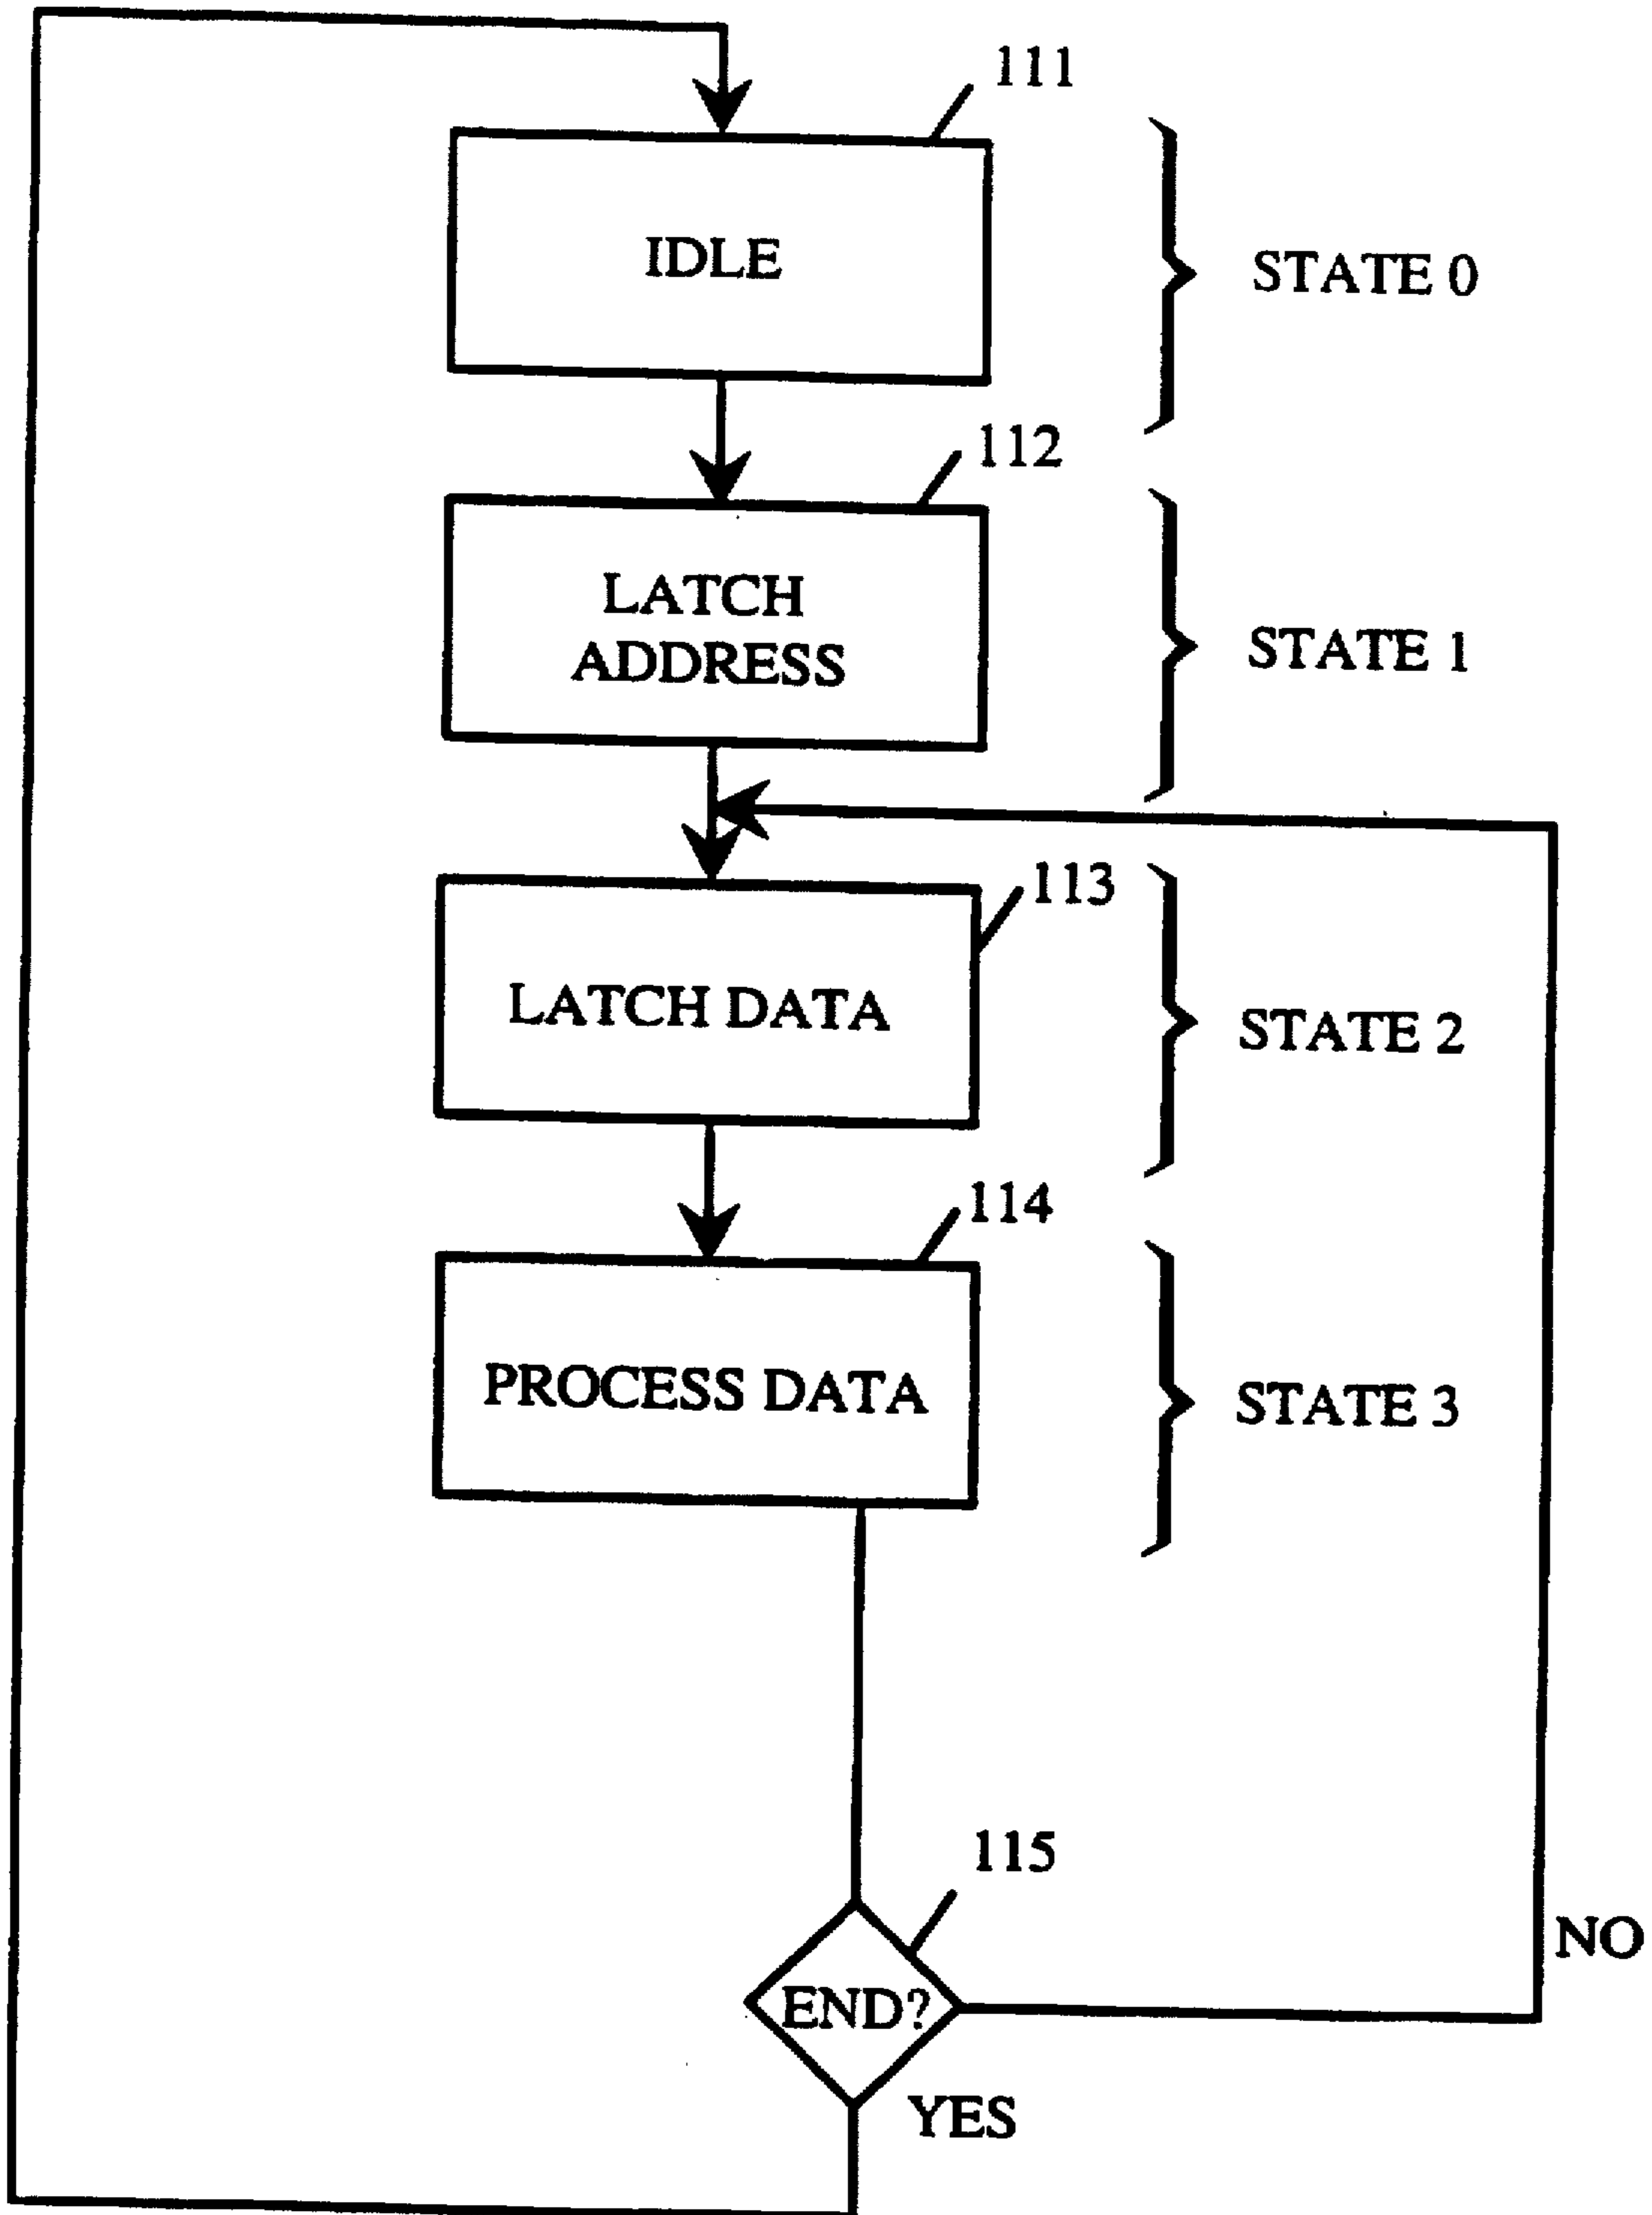 111
IDLE
STATE 0
112
LATCH
ADDRESS
STATE 1
113
LATCH DATA
STATE 2
114
PROCESS DATA
STATE 3
115
END?
NO
YES